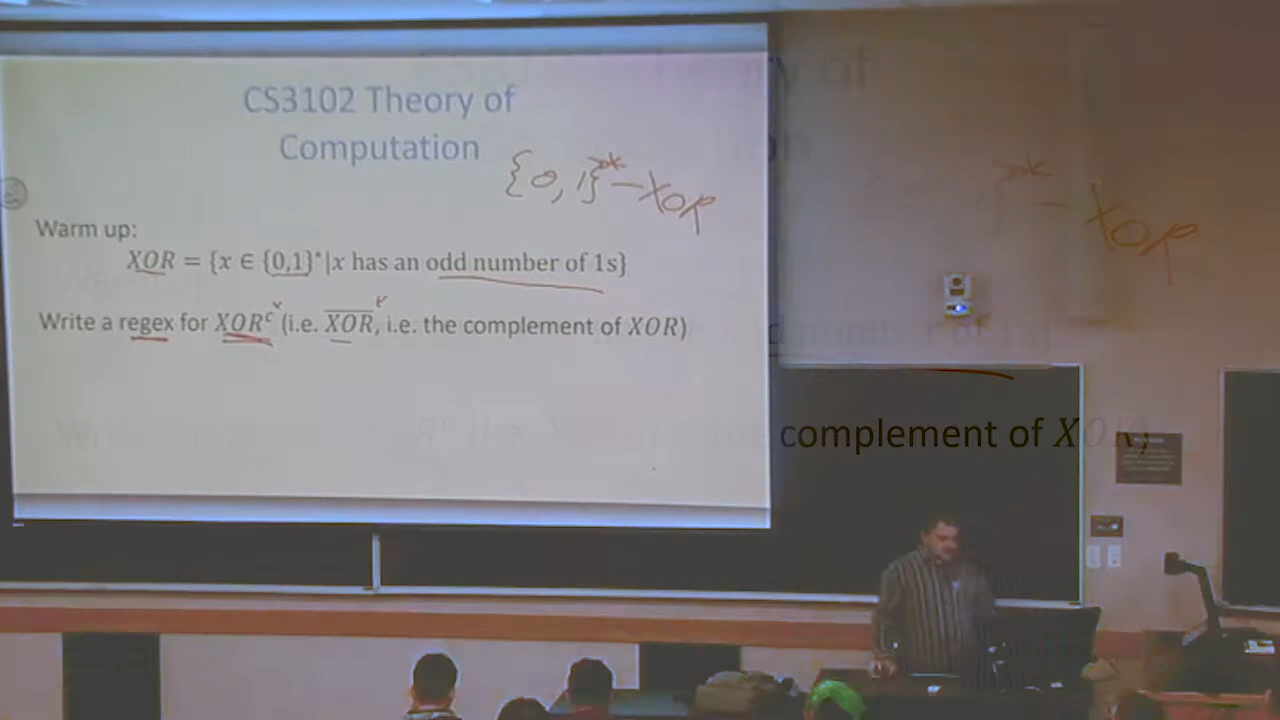 CS3102 Theory of
Computation
{0,1}* - XOR
Warm up:
XOR = {x ∈ {0,1}*|x has an odd number of 1s}
Write a regex for XORᶜ (i.e. X̅O̅R̅, i.e. the complement of XOR)
XOR
complement of XOR)